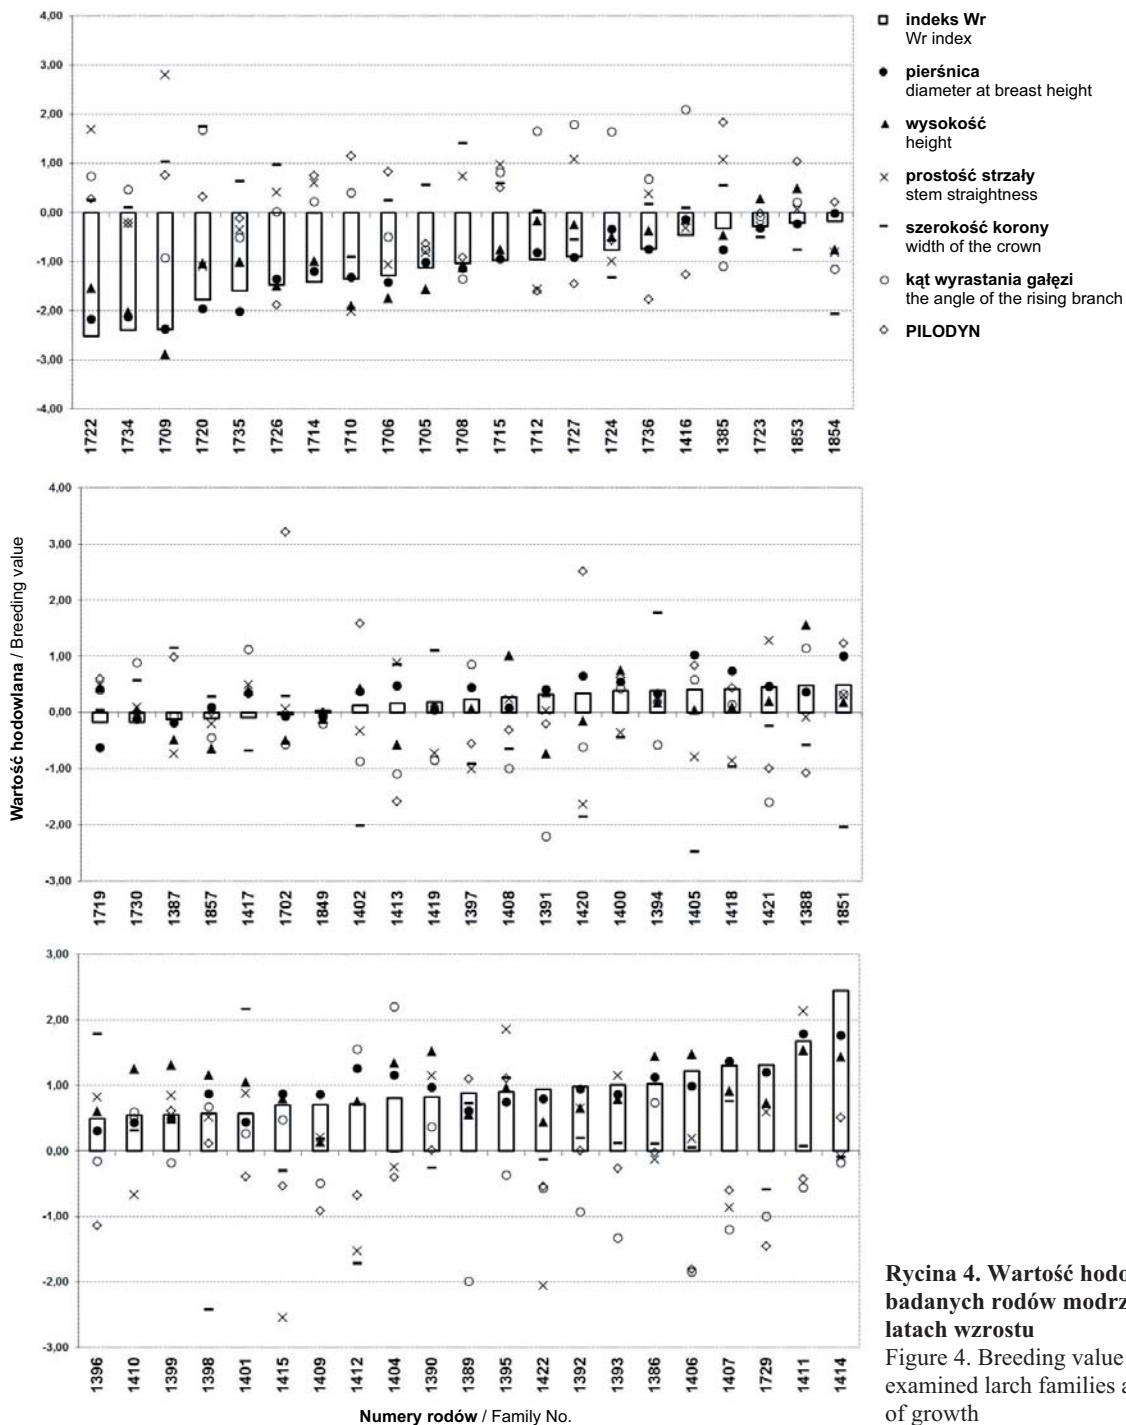 4,00
3,00
2,00
1,00
0,00
-1,00
-2,00
-3,00
-4,00
1722 1734 1709 1720 1735 1726 1714 1710 1706 1705 1708 1715 1712 1727 1724 1736 1416 1385 1723 1853 1854
indeks Wr
Wr index
pierśnica
diameter at breast height
wysokość
height
prostość strzały
stem straightness
szerokość korony
width of the crown
kąt wyrastania gałęzi
the angle of the rising branch
PILODYN
Wartość hodowlana / Breeding value
4,00
3,00
2,00
1,00
0,00
-1,00
-2,00
-3,00
1719 1730 1387 1857 1417 1702 1849 1402 1413 1419 1397 1408 1391 1420 1400 1394 1405 1418 1421 1388 1851
3,00
2,00
1,00
0,00
-1,00
-2,00
-3,00
1396 1410 1399 1398 1401 1415 1409 1412 1404 1390 1389 1395 1422 1392 1393 1386 1406 1407 1729 1411 1414
Numery rodów / Family No.
Rycina 4. Wartość hodo
badanych rodów modrz
latach wzrostu
Figure 4. Breeding value
examined larch families a
of growth